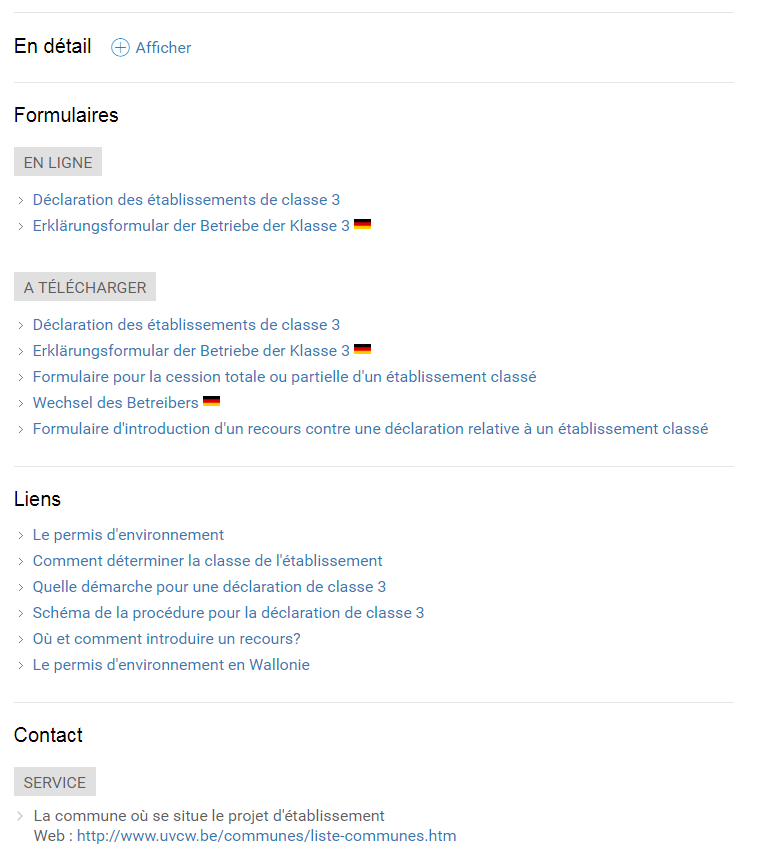 En détail Afficher
Formulaires
EN LIGNE
Déclaration des établissements de classe 3
Erklärungsformular der Betriebe der Klasse 3
A TÉLÉCHARGER
Déclaration des établissements de classe 3
Erklärungsformular der Betriebe der Klasse 3
Formulaire pour la cession totale ou partielle d'un établissement classé
Wechsel des Betreibers
Formulaire d'introduction d'un recours contre une déclaration relative à un établissement classé
Liens
Le permis d'environnement
Comment déterminer la classe de l'établissement
Quelle démarche pour une déclaration de classe 3
Schéma de la procédure pour la déclaration de classe 3
Où et comment introduire un recours?
Le permis d'environnement en Wallonie
Contact
SERVICE
La commune où se situe le projet d'établissement
Web : http://www.uvcw.be/communes/liste-communes.htm